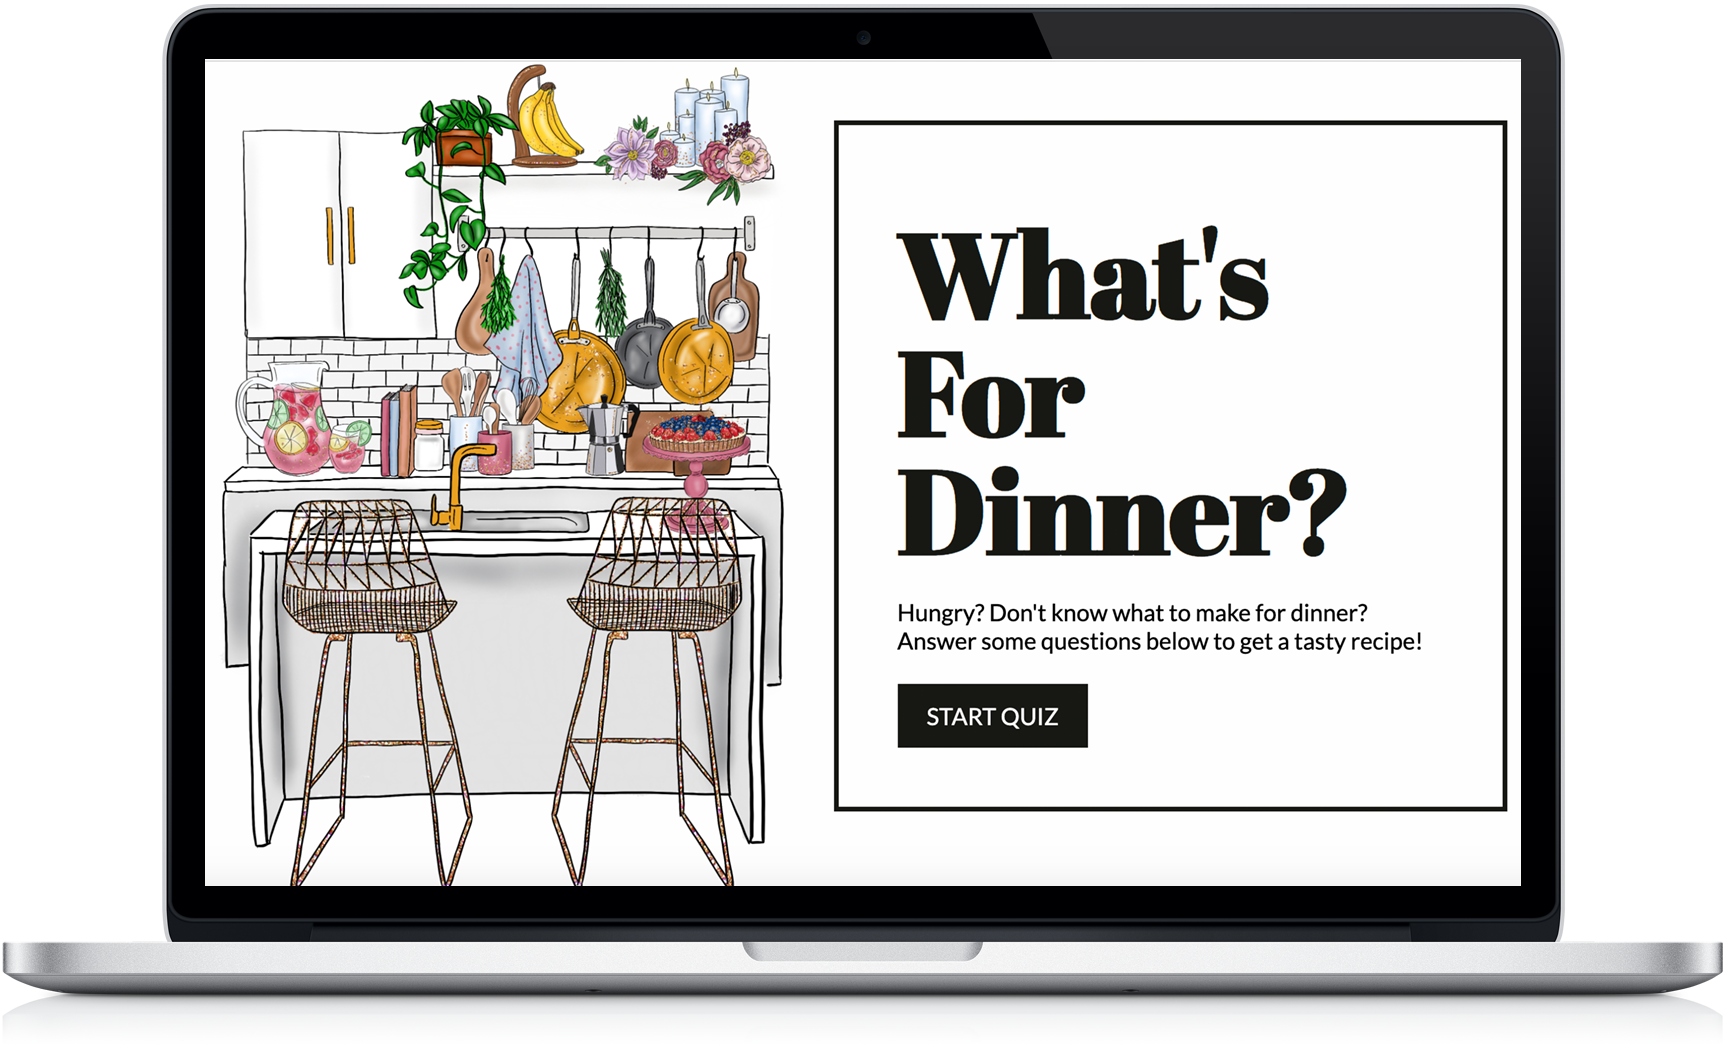 What's
For
Dinner?
Hungry? Don't know what to make for dinner?
Answer some questions below to get a tasty recipe!
START QUIZ